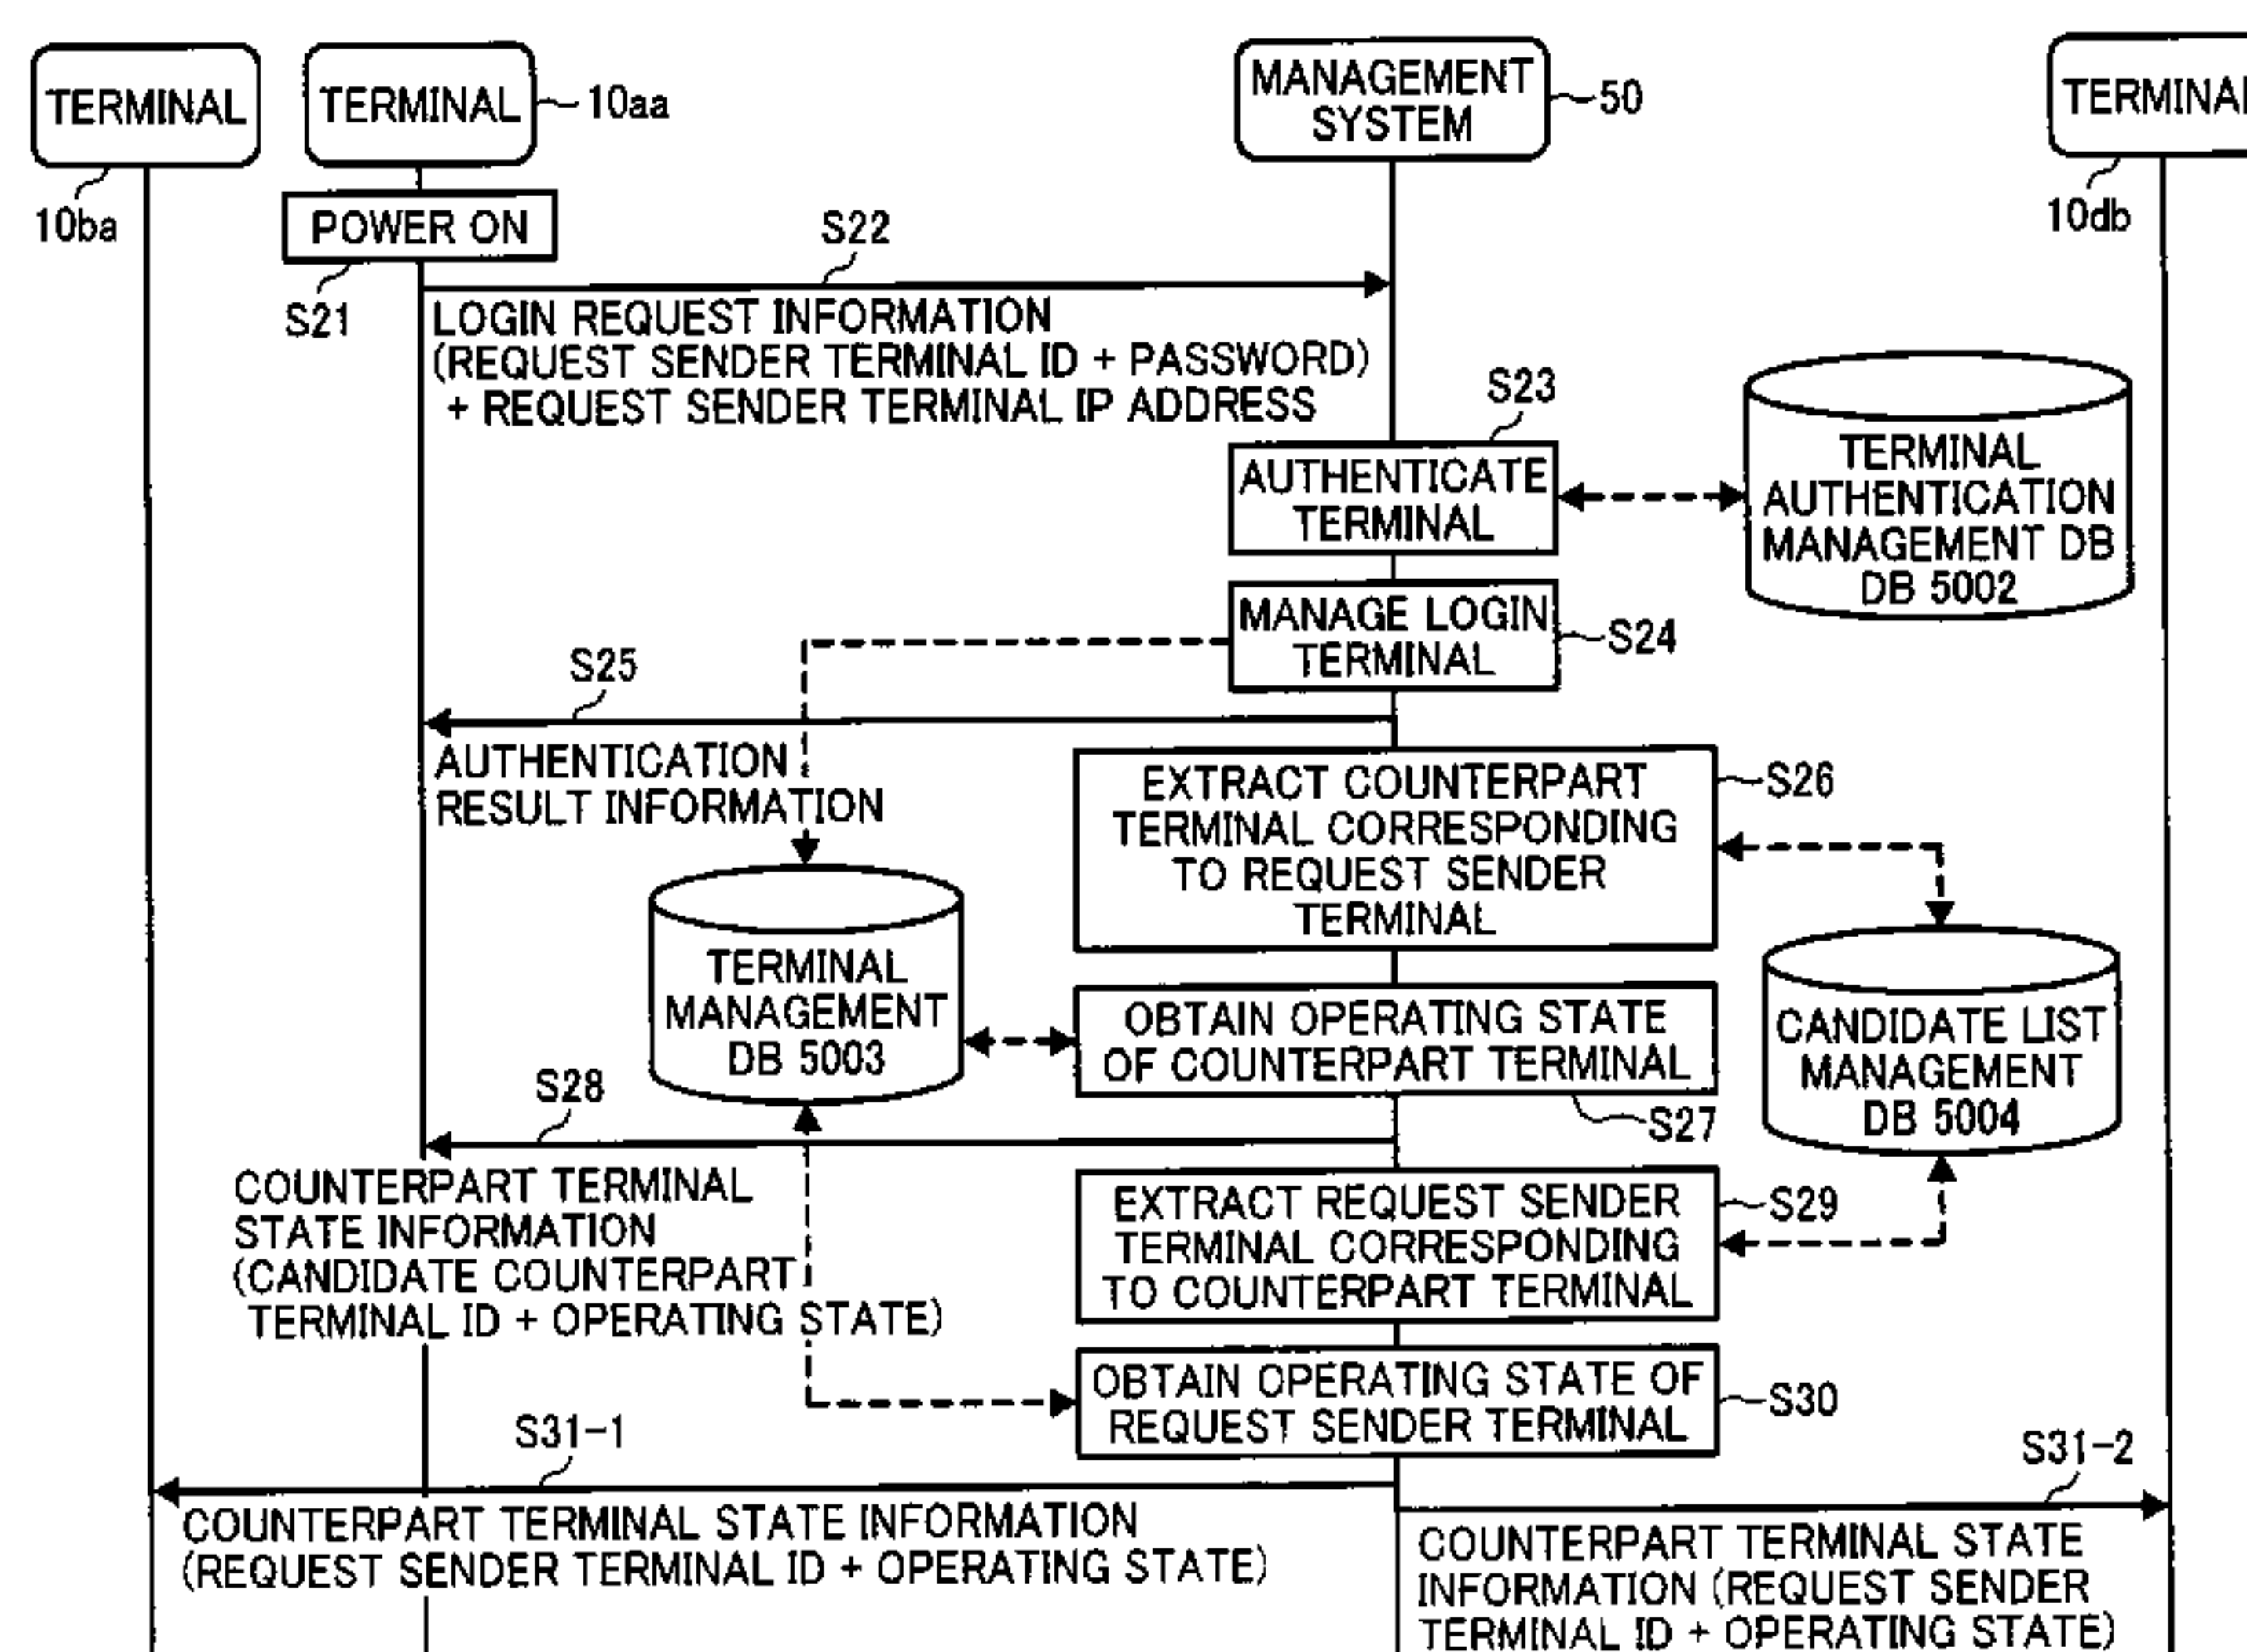 TERMINAL
10ba
TERMINAL
10aa
MANAGEMENT
SYSTEM
50
TERMINAL
10db
POWER ON
S21
S22
LOGIN REQUEST INFORMATION
(REQUEST SENDER TERMINAL ID + PASSWORD)
+ REQUEST SENDER TERMINAL IP ADDRESS
S23
AUTHENTICATE
TERMINAL
TERMINAL
AUTHENTICATION
MANAGEMENT DB
DB 5002
MANAGE LOGIN
TERMINAL
S24
S25
AUTHENTICATION
RESULT INFORMATION
EXTRACT COUNTERPART
TERMINAL CORRESPONDING
TO REQUEST SENDER
TERMINAL
S26
TERMINAL
MANAGEMENT
DB 5003
OBTAIN OPERATING STATE
OF COUNTERPART TERMINAL
S27
CANDIDATE LIST
MANAGEMENT
DB 5004
S28
COUNTERPART TERMINAL
STATE INFORMATION
(CANDIDATE COUNTERPART
TERMINAL ID + OPERATING STATE)
EXTRACT REQUEST SENDER
TERMINAL CORRESPONDING
TO COUNTERPART TERMINAL
S29
OBTAIN OPERATING STATE OF
REQUEST SENDER TERMINAL
S30
S31-1
COUNTERPART TERMINAL STATE INFORMATION
(REQUEST SENDER TERMINAL ID + OPERATING STATE)
S31-2
COUNTERPART TERMINAL STATE
INFORMATION (REQUEST SENDER
TERMINAL ID + OPERATING STATE)